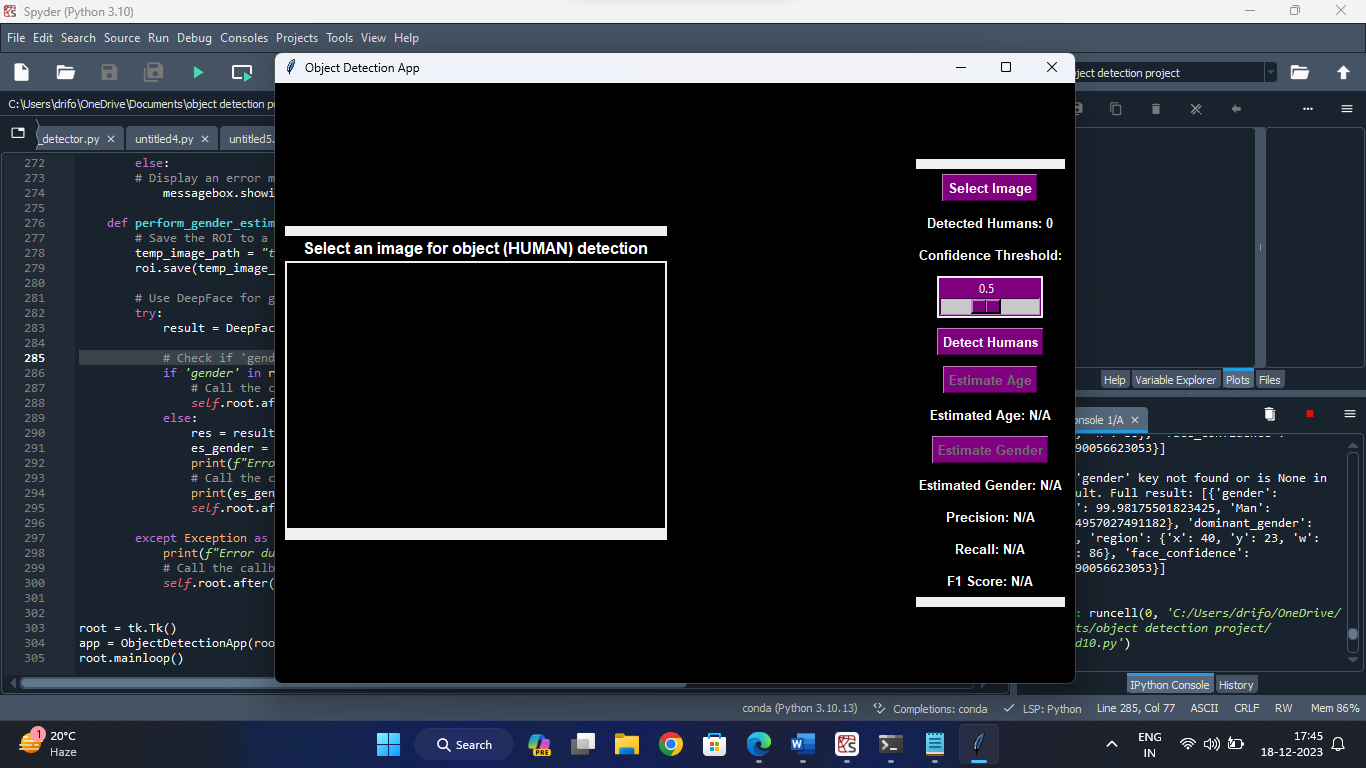 Spyder (Python 3.10)
File Edit Search Source Run Debug Consoles Projects Tools View Help
Object Detection App
ject detection project
C:\Users\drifo\OneDrive\Documents\object detection p
_detector.py
untitled4.py
untitled5.
272 else:
273 # Display an error m
274 messagebox.showi
275
276 def perform_gender_estim
277 # Save the ROI to a
278 temp_image_path = "t
279 roi.save(temp_image_
280
281 # Use DeepFace for g
282 try:
283 result = DeepFac
284
285 # Check if 'gend
286 if 'gender' in r
287 # Call the c
288 self.root.af
289 else:
290 res = result
291 es_gender =
292 print(f"Erro
293 # Call the c
294 print(es_gen
295 self.root.af
296
297 except Exception as
298 print(f"Error du
299 # Call the callb
300 self.root.after(
301
302
303 root = tk.Tk()
304 app = ObjectDetectionApp(roo
305 root.mainloop()
Select an image for object (HUMAN) detection
Select Image
Detected Humans: 0
Confidence Threshold:
0.5
Detect Humans
Estimate Age
Estimated Age: N/A
Estimate Gender
Estimated Gender: N/A
Precision: N/A
Recall: N/A
F1 Score: N/A
Help Variable Explorer Plots Files
onsole 1/A
90056623053}]
'gender' key not found or is None in
ult. Full result: [{'gender':
': 99.98175501823425, 'Man':
4957027491182}, 'dominant_gender':
, 'region': {'x': 40, 'y': 23, 'w':
: 86}, 'face_confidence':
90056623053}]
: runcell(0, 'C:/Users/drifo/OneDrive/
ts/object detection project/
d10.py')
IPython Console History
conda (Python 3.10.13) Completions: conda LSP: Python Line 285, Col 77 ASCII CRLF RW Mem 86%
1
20°C
Haze
Search
PRE
ENG
IN
17:45
18-12-2023